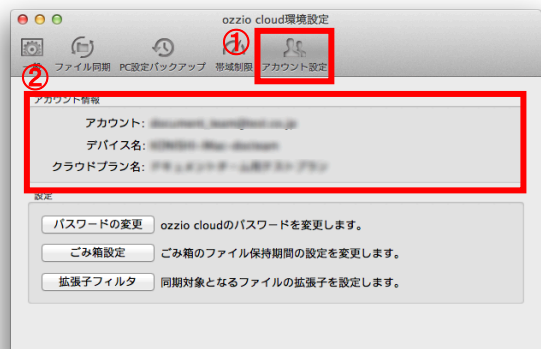 ozzio cloud環境設定
①
ファイル同期 PC設定バックアップ 帯域制限 アカウント設定
②
アカウント情報
アカウント:
デバイス名:
クラウドプラン名:
設定
パスワードの変更 ozzio cloudのパスワードを変更します。
ごみ箱設定 ごみ箱のファイル保持期間の設定を変更します。
拡張子フィルタ 同期対象となるファイルの拡張子を設定します。